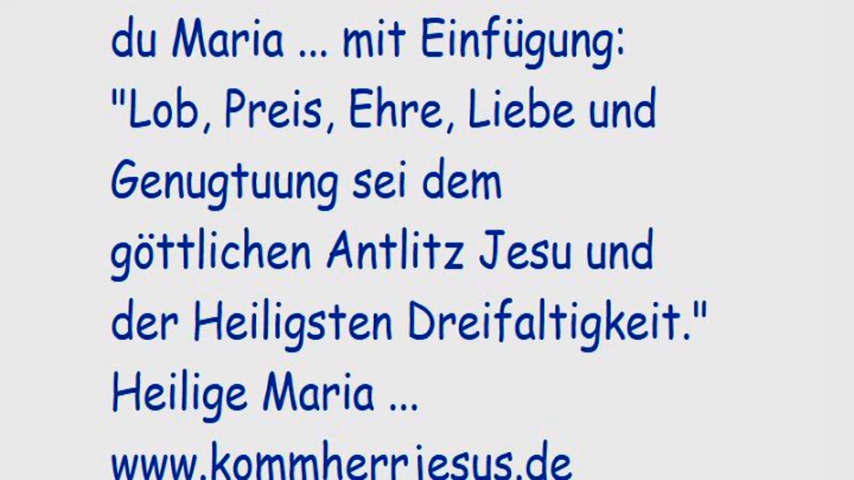 du Maria ... mit Einfügung:
"Lob, Preis, Ehre, Liebe und
Genugtuung sei dem
göttlichen Antlitz Jesu und
der Heiligsten Dreifaltigkeit."
Heilige Maria ...
www.kommherrjesus.de